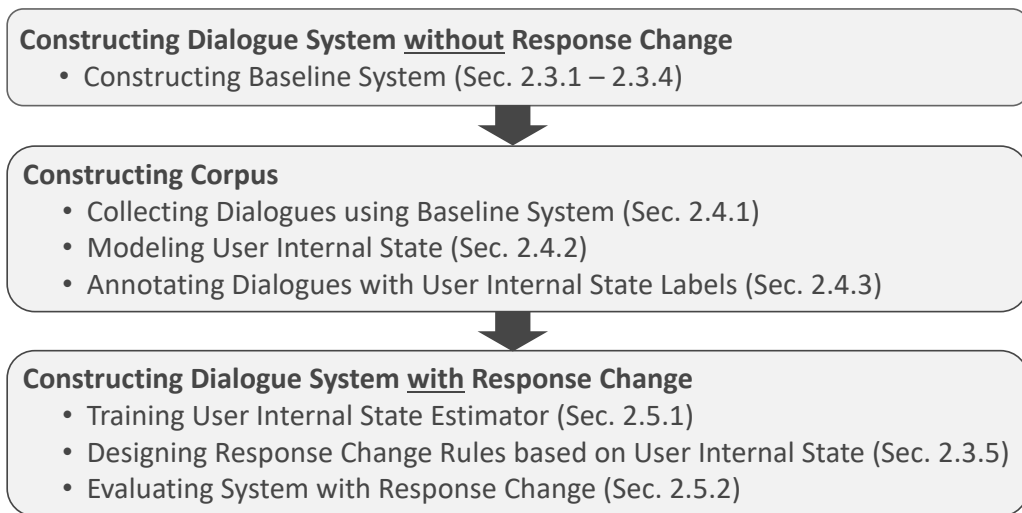 Constructing Dialogue System without Response Change
• Constructing Baseline System (Sec. 2.3.1 – 2.3.4)
Constructing Corpus
• Collecting Dialogues using Baseline System (Sec. 2.4.1)
• Modeling User Internal State (Sec. 2.4.2)
• Annotating Dialogues with User Internal State Labels (Sec. 2.4.3)
Constructing Dialogue System with Response Change
• Training User Internal State Estimator (Sec. 2.5.1)
• Designing Response Change Rules based on User Internal State (Sec. 2.3.5)
• Evaluating System with Response Change (Sec. 2.5.2)